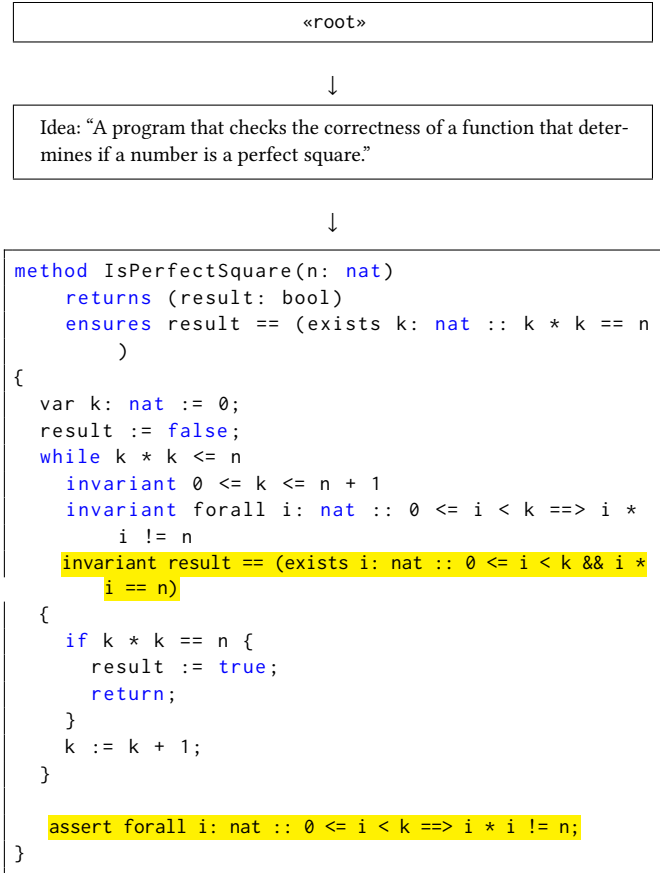 «root»
↓
Idea: “A program that checks the correctness of a function that deter-
mines if a number is a perfect square.”
↓
method IsPerfectSquare(n: nat)
    returns (result: bool)
    ensures result == (exists k: nat :: k * k == n
        )
{
  var k: nat := 0;
  result := false;
  while k * k <= n
    invariant 0 <= k <= n + 1
    invariant forall i: nat :: 0 <= i < k ==> i *
        i != n
    invariant result == (exists i: nat :: 0 <= i < k && i *
        i == n)
  {
    if k * k == n {
      result := true;
      return;
    }
    k := k + 1;
  }
  assert forall i: nat :: 0 <= i < k ==> i * i != n;
}